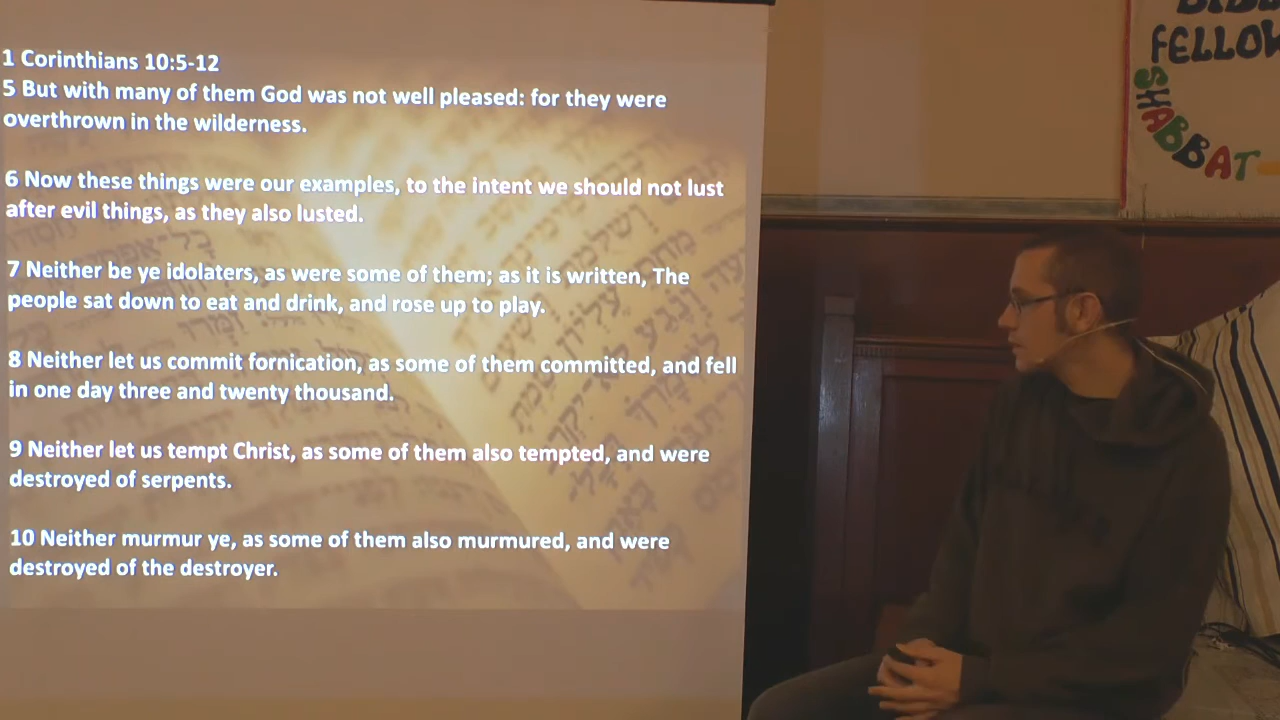 1 Corinthians 10:5-12
5 But with many of them God was not well pleased: for they were
overthrown in the wilderness.
6 Now these things were our examples, to the intent we should not lust
after evil things, as they also lusted.
7 Neither be ye idolaters, as were some of them; as it is written, The
people sat down to eat and drink, and rose up to play.
8 Neither let us commit fornication, as some of them committed, and fell
in one day three and twenty thousand.
9 Neither let us tempt Christ, as some of them also tempted, and were
destroyed of serpents.
10 Neither murmur ye, as some of them also murmured, and were
destroyed of the destroyer.
FELLOW
SHABBAT